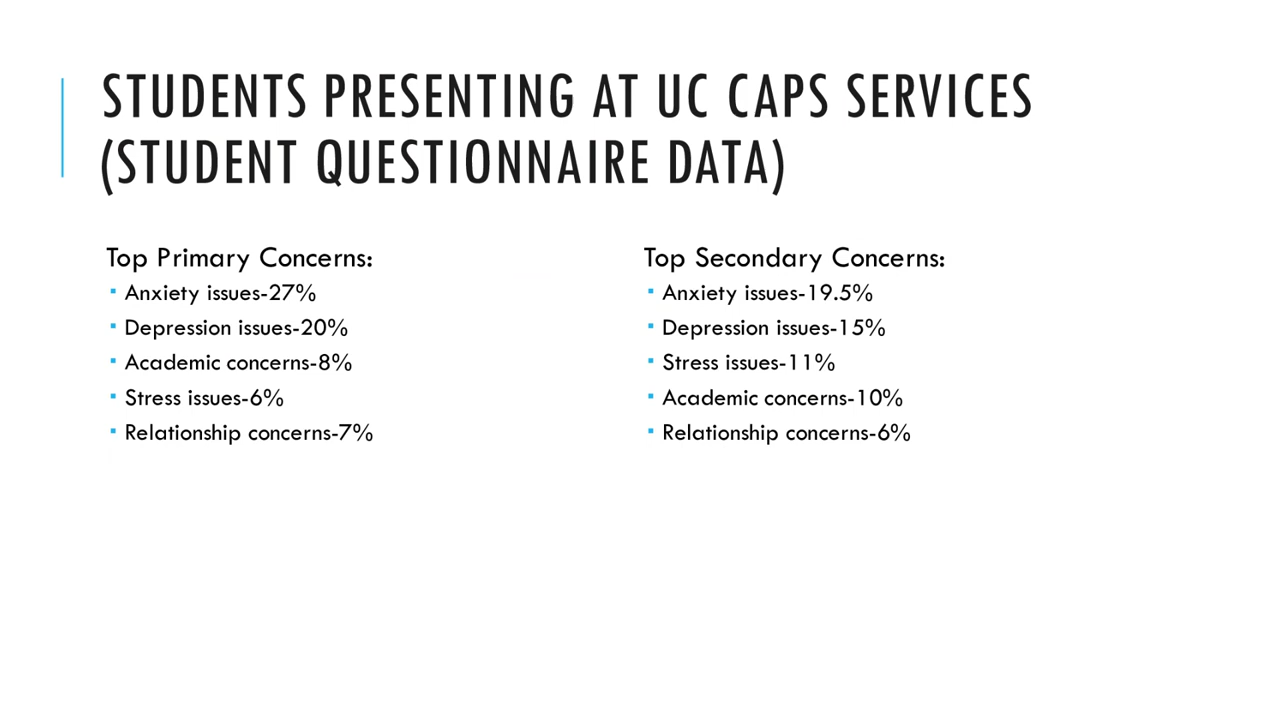 STUDENTS PRESENTING AT UC CAPS SERVICES
(STUDENT QUESTIONNAIRE DATA)
Top Primary Concerns:
▪ Anxiety issues-27%
▪ Depression issues-20%
▪ Academic concerns-8%
▪ Stress issues-6%
▪ Relationship concerns-7%
Top Secondary Concerns:
▪ Anxiety issues-19.5%
▪ Depression issues-15%
▪ Stress issues-11%
▪ Academic concerns-10%
▪ Relationship concerns-6%